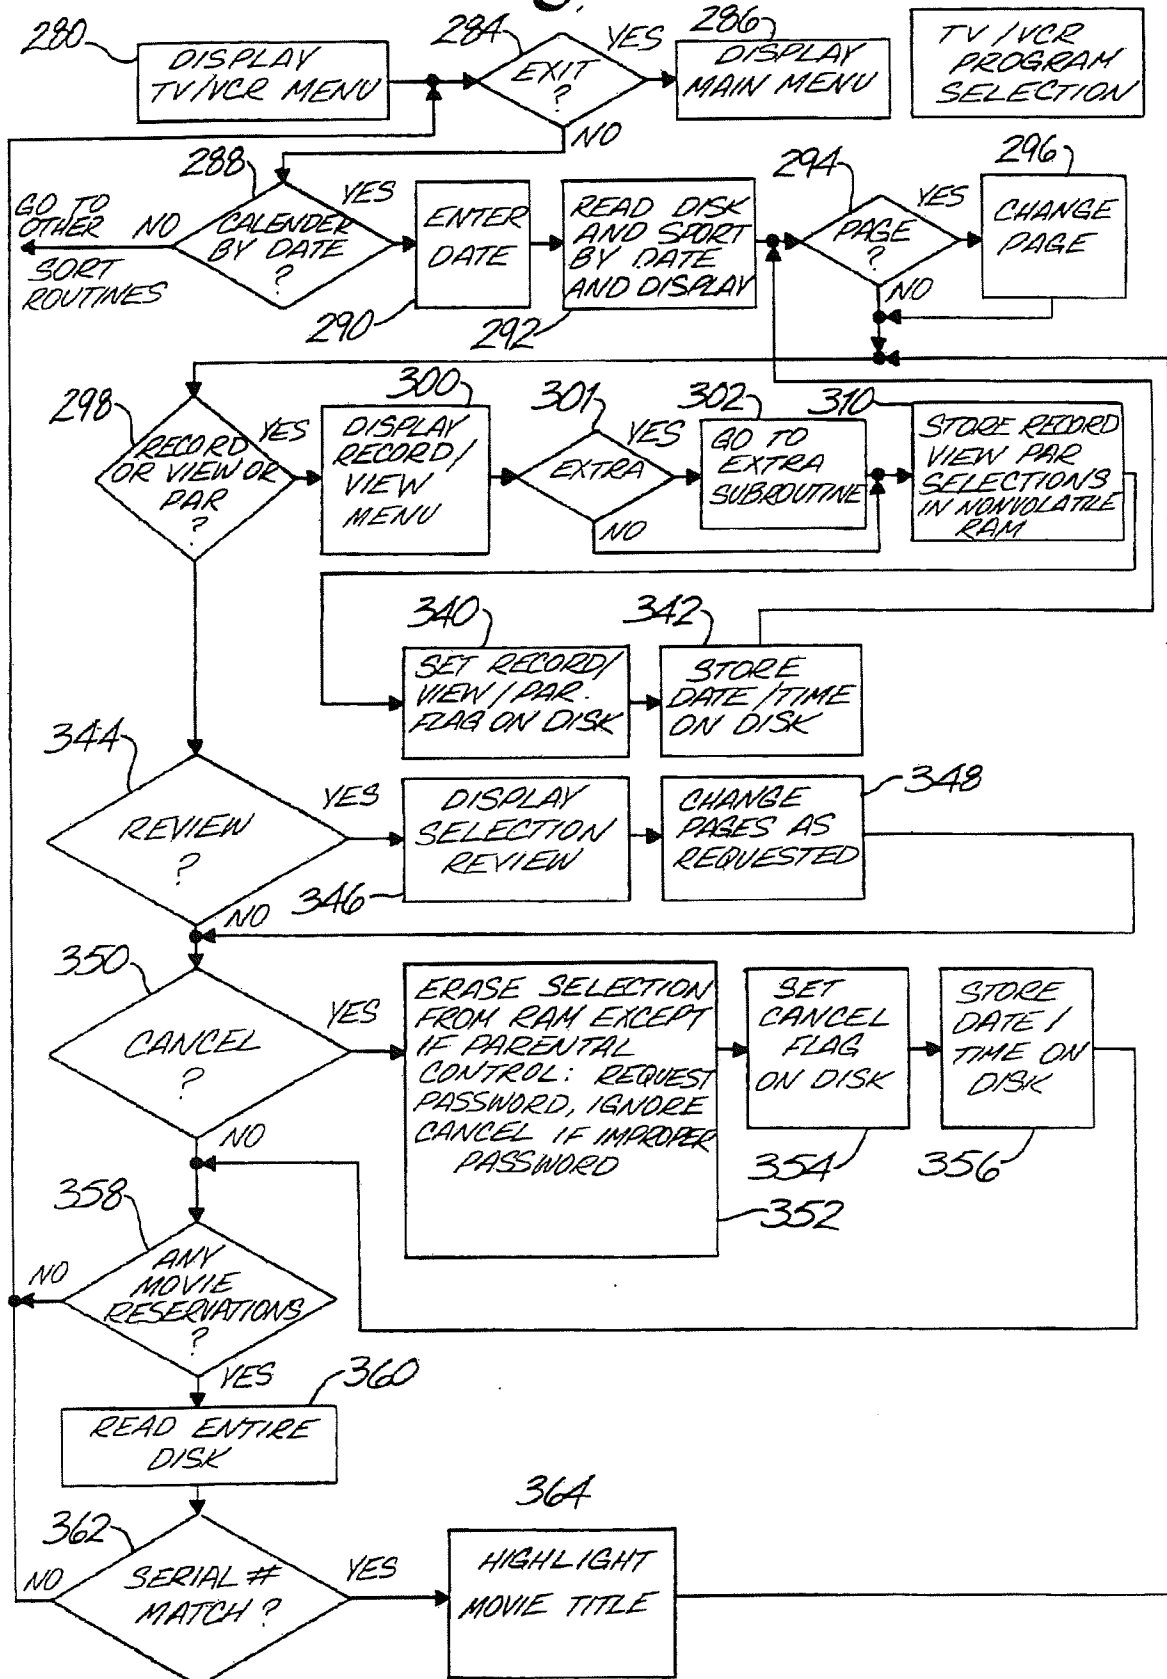 280
DISPLAY
TV/VCR MENU
284
EXIT
?
YES
NO
286
DISPLAY
MAIN MENU
TV/VCR
PROGRAM
SELECTION
288
CALENDER
BY DATE
?
YES
NO
GO TO
OTHER
SORT
ROUTINES
ENTER
DATE
290
READ DISK
AND SPORT
BY DATE
AND DISPLAY
292
294
PAGE
?
YES
NO
296
CHANGE
PAGE
298
RECORD
OR VIEW OR
PAR
?
YES
300
DISPLAY
RECORD/
VIEW
MENU
301
EXTRA
YES
NO
302
GO TO
EXTRA
SUBROUTINE
310
STORE RECORD
VIEW PAR
SELECTIONS
IN NONVOLATILE
RAM
340
SET RECORD/
VIEW/PAR.
FLAG ON DISK
342
STORE
DATE/TIME
ON DISK
344
REVIEW
?
YES
NO
DISPLAY
SELECTION
REVIEW
346
CHANGE
PAGES AS
REQUESTED
348
350
CANCEL
?
YES
NO
ERASE SELECTION
FROM RAM EXCEPT
IF PARENTAL
CONTROL: REQUEST
PASSWORD, IGNORE
CANCEL IF IMPROPER
PASSWORD
352
SET
CANCEL
FLAG
ON DISK
354
STORE
DATE/
TIME ON
DISK
356
358
ANY
MOVIE
RESERVATIONS
?
NO
YES
360
READ ENTIRE
DISK
362
SERIAL #
MATCH?
NO
YES
364
HIGHLIGHT
MOVIE TITLE